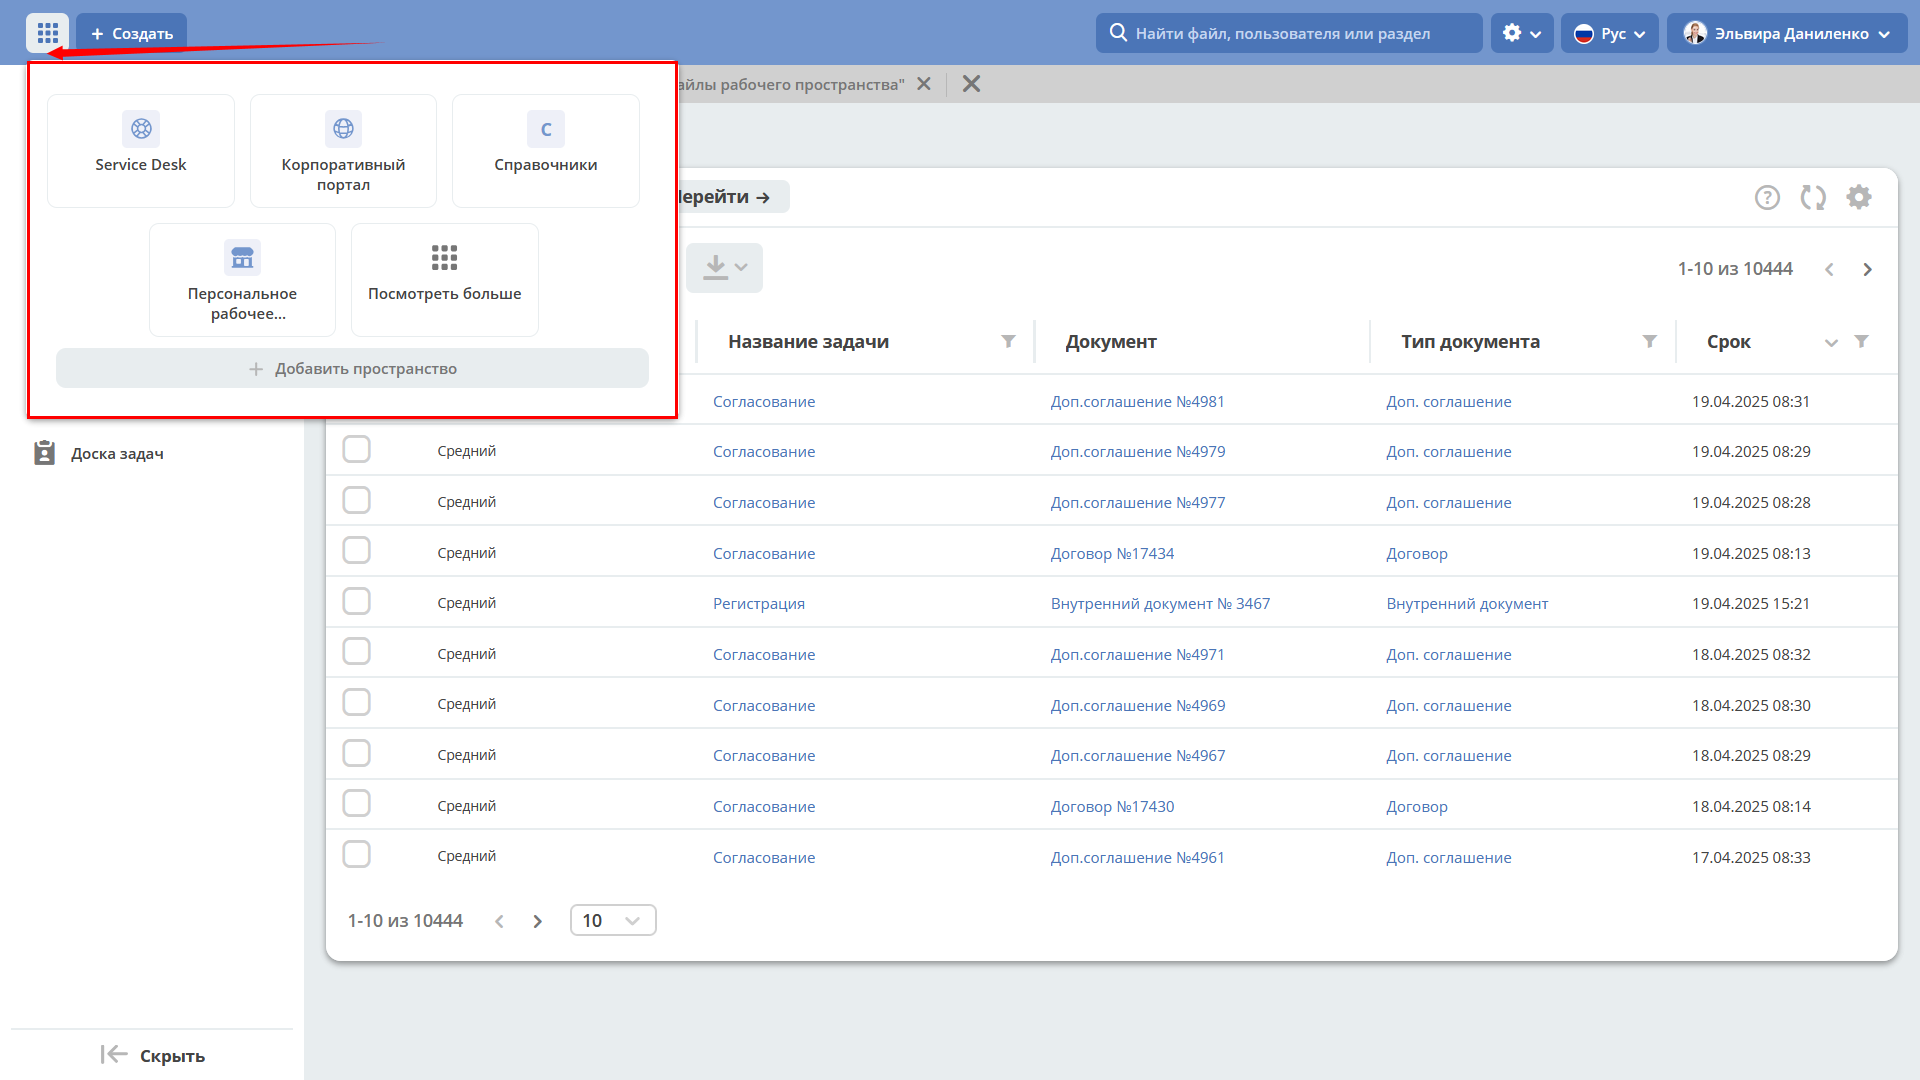 Создать
Найти файл, пользователя или раздел
Рус
Эльвира Даниленко
айлы рабочего пространства"
Service Desk
Корпоративный
портал
С
Справочники
Персональное
рабочее...
Посмотреть больше
Добавить пространство
ерейти →
1-10 из 10444
Название задачи
Документ
Тип документа
Срок
Согласование Доп.соглашение №4981 Доп. соглашение 19.04.2025 08:31
Доска задач
Средний Согласование Доп.соглашение №4979 Доп. соглашение 19.04.2025 08:29
Средний Согласование Доп.соглашение №4977 Доп. соглашение 19.04.2025 08:28
Средний Согласование Договор №17434 Договор 19.04.2025 08:13
Средний Регистрация Внутренний документ № 3467 Внутренний документ 19.04.2025 15:21
Средний Согласование Доп.соглашение №4971 Доп. соглашение 18.04.2025 08:32
Средний Согласование Доп.соглашение №4969 Доп. соглашение 18.04.2025 08:30
Средний Согласование Доп.соглашение №4967 Доп. соглашение 18.04.2025 08:29
Средний Согласование Договор №17430 Договор 18.04.2025 08:14
Средний Согласование Доп.соглашение №4961 Доп. соглашение 17.04.2025 08:33
1-10 из 10444
10
Скрыть